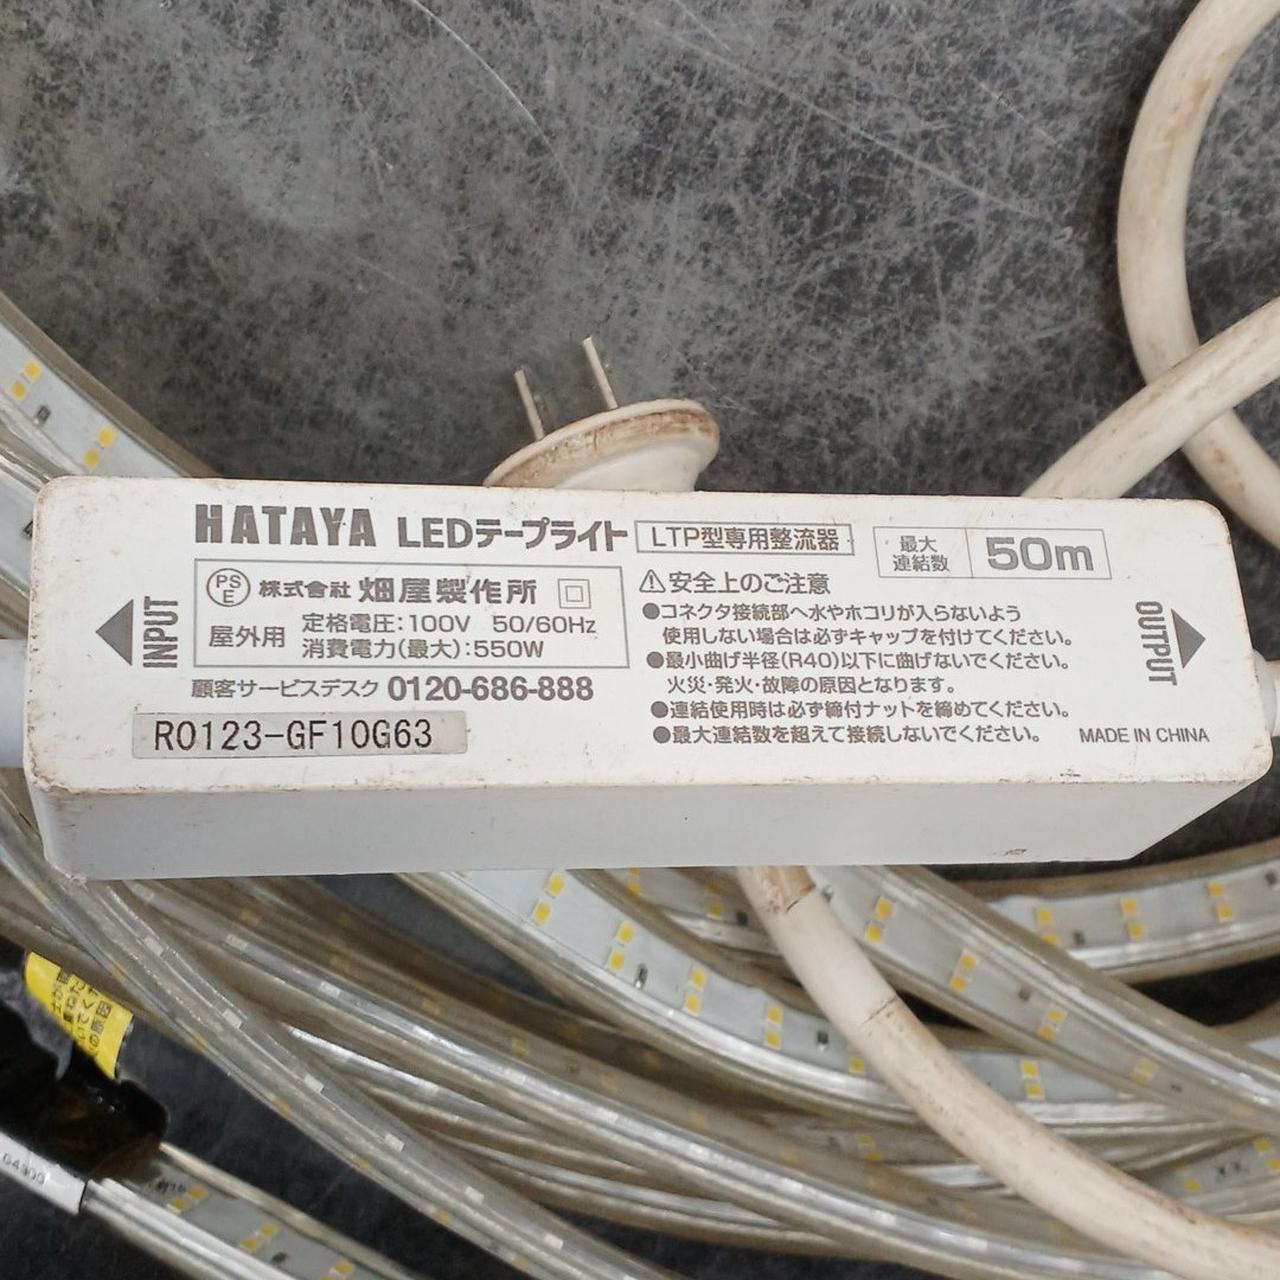 HATAYA LEDテープライト LTP型専用整流器
最大
連結数
50m
PS
E
株式会社 畑屋製作所
屋外用
定格電圧:100V 50/60Hz
消費電力(最大):550W
顧客サービスデスク 0120-686-888
R0123-GF10G63
INPUT
⚠安全上のご注意
●コネクタ接続部へ水やホコリが入らないよう
使用しない場合は必ずキャップを付けてください。
●最小曲げ半径(R40)以下に曲げないでください。
火災・発火・故障の原因となります。
●連結使用時は必ず締付ナットを締めてください。
●最大連結数を超えて接続しないでください。
OUTPUT
MADE IN CHINA